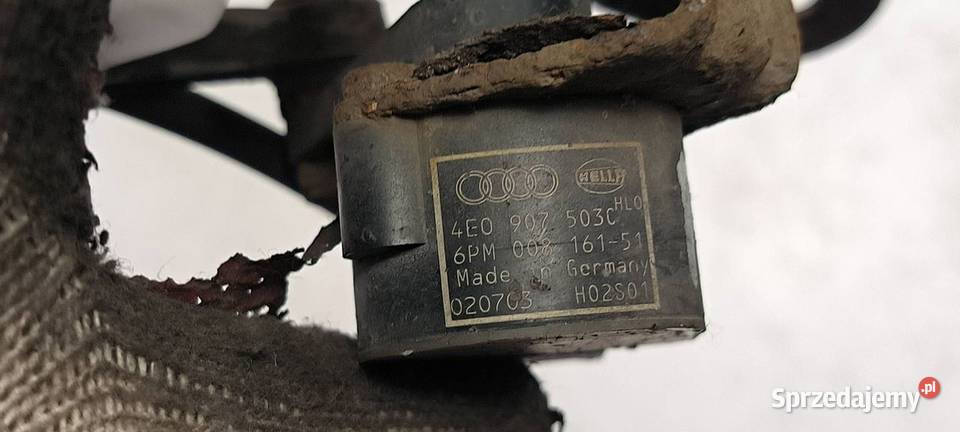 HELLA
4E0 907 503C HLO
6PM 008 161-51
Made in Germany
020703 H02S01
Sprzedajemy.pl